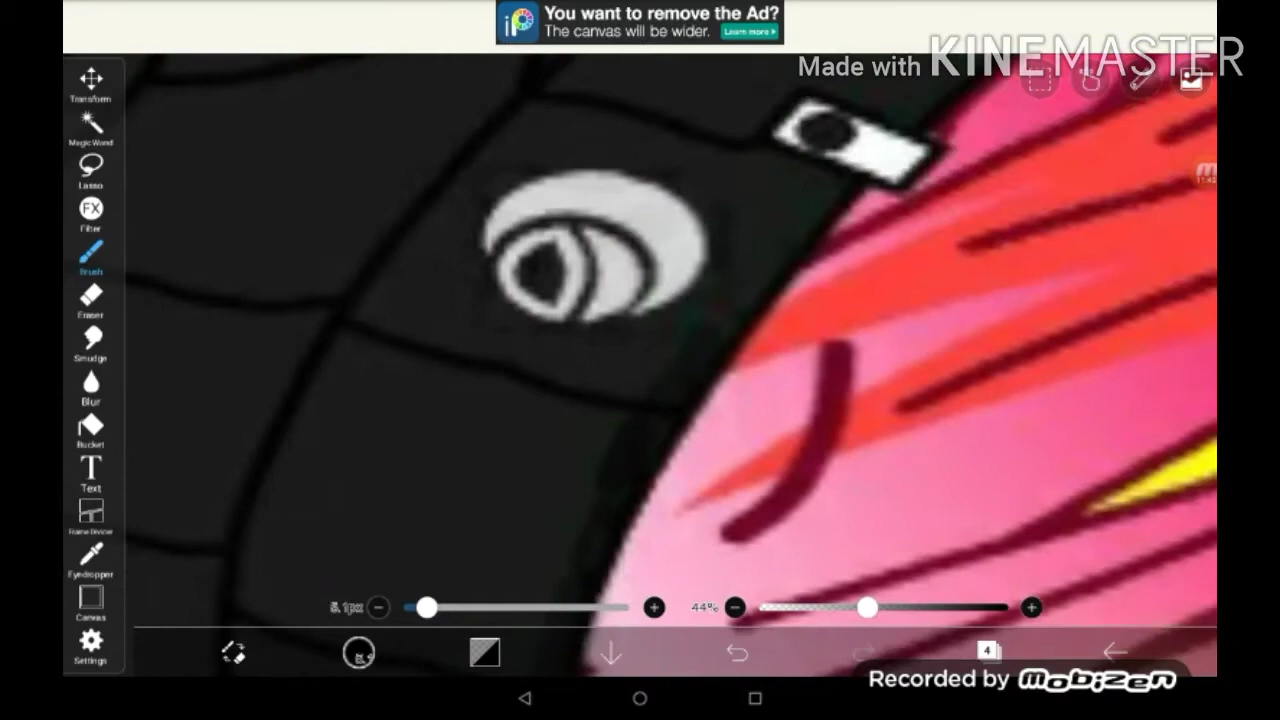 You want to remove the Ad?
The canvas will be wider.
Learn more
Made with KINEMASTER
Transform
Magic Wand
Lasso
FX
Filter
Brush
Eraser
Smudge
Blur
Bucket
T
Text
Frame Divider
Eyedropper
Canvas
Settings
44%
4
Recorded by mobizen